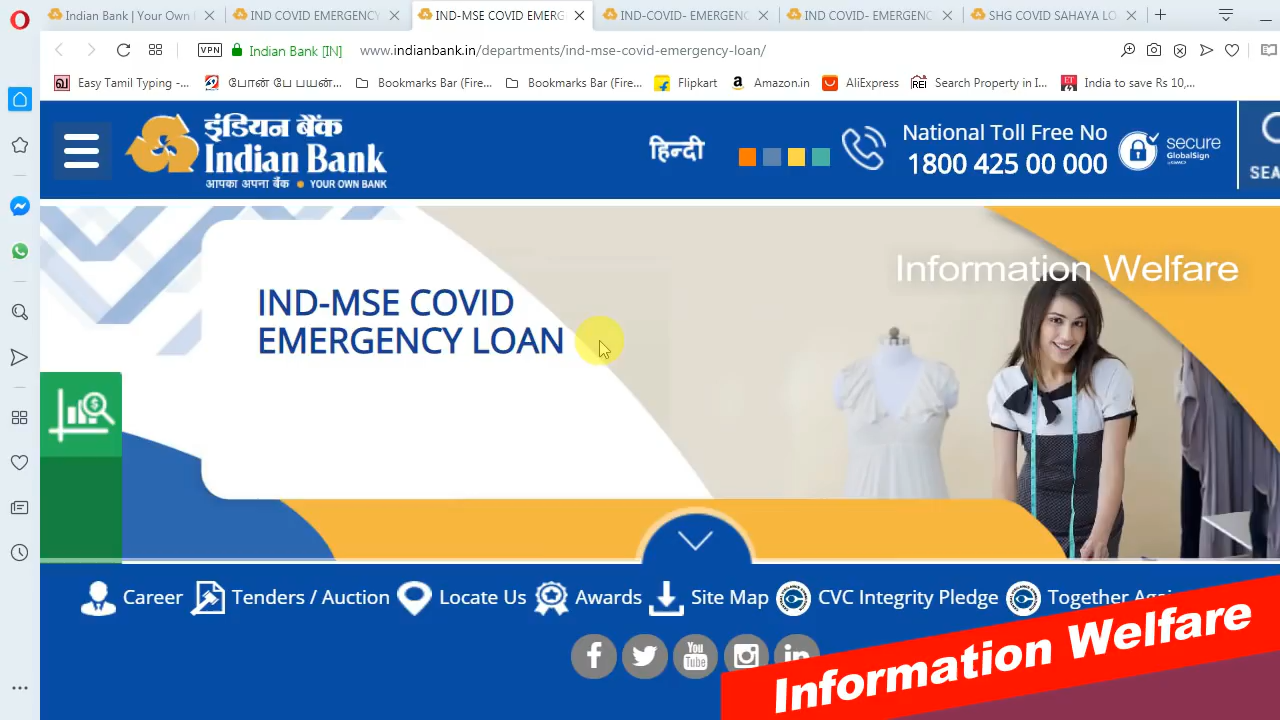 Indian Bank | Your Own
IND COVID EMERGENCY
IND-MSE COVID EMERG
IND-COVID- EMERGENC
IND COVID- EMERGENC
SHG COVID SAHAYA LO
VPN
Indian Bank [IN]
www.indianbank.in/departments/ind-mse-covid-emergency-loan/
Easy Tamil Typing -...
போன் பே பயன்...
Bookmarks Bar (Fire...
Bookmarks Bar (Fire...
Flipkart
Amazon.in
AliExpress
Search Property in I...
India to save Rs 10,...
इंडियन बैंक
Indian Bank
आपका अपना बैंक • YOUR OWN BANK
हिन्दी
National Toll Free No
1800 425 00 000
secure
GlobalSign
SEA
Information Welfare
IND-MSE COVID
EMERGENCY LOAN
Career
Tenders / Auction
Locate Us
Awards
Site Map
CVC Integrity Pledge
Together Agai
You
Tube
Information Welfare